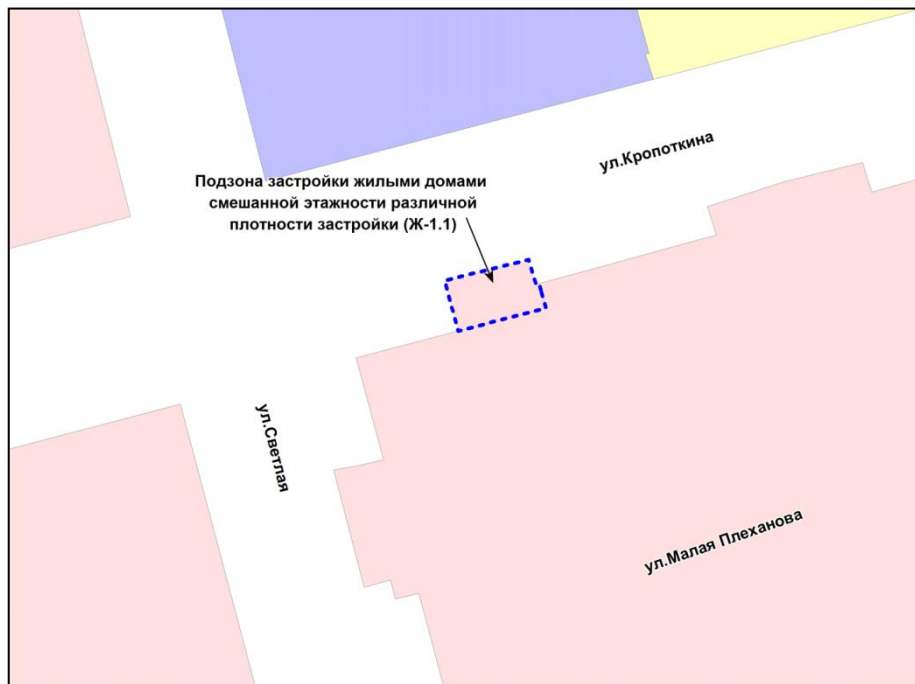 ул.Кропоткина
Подзона застройки жилыми домами
смешанной этажности различной
плотности застройки (Ж-1.1)
ул.Светлая
ул.Малая Плеханова